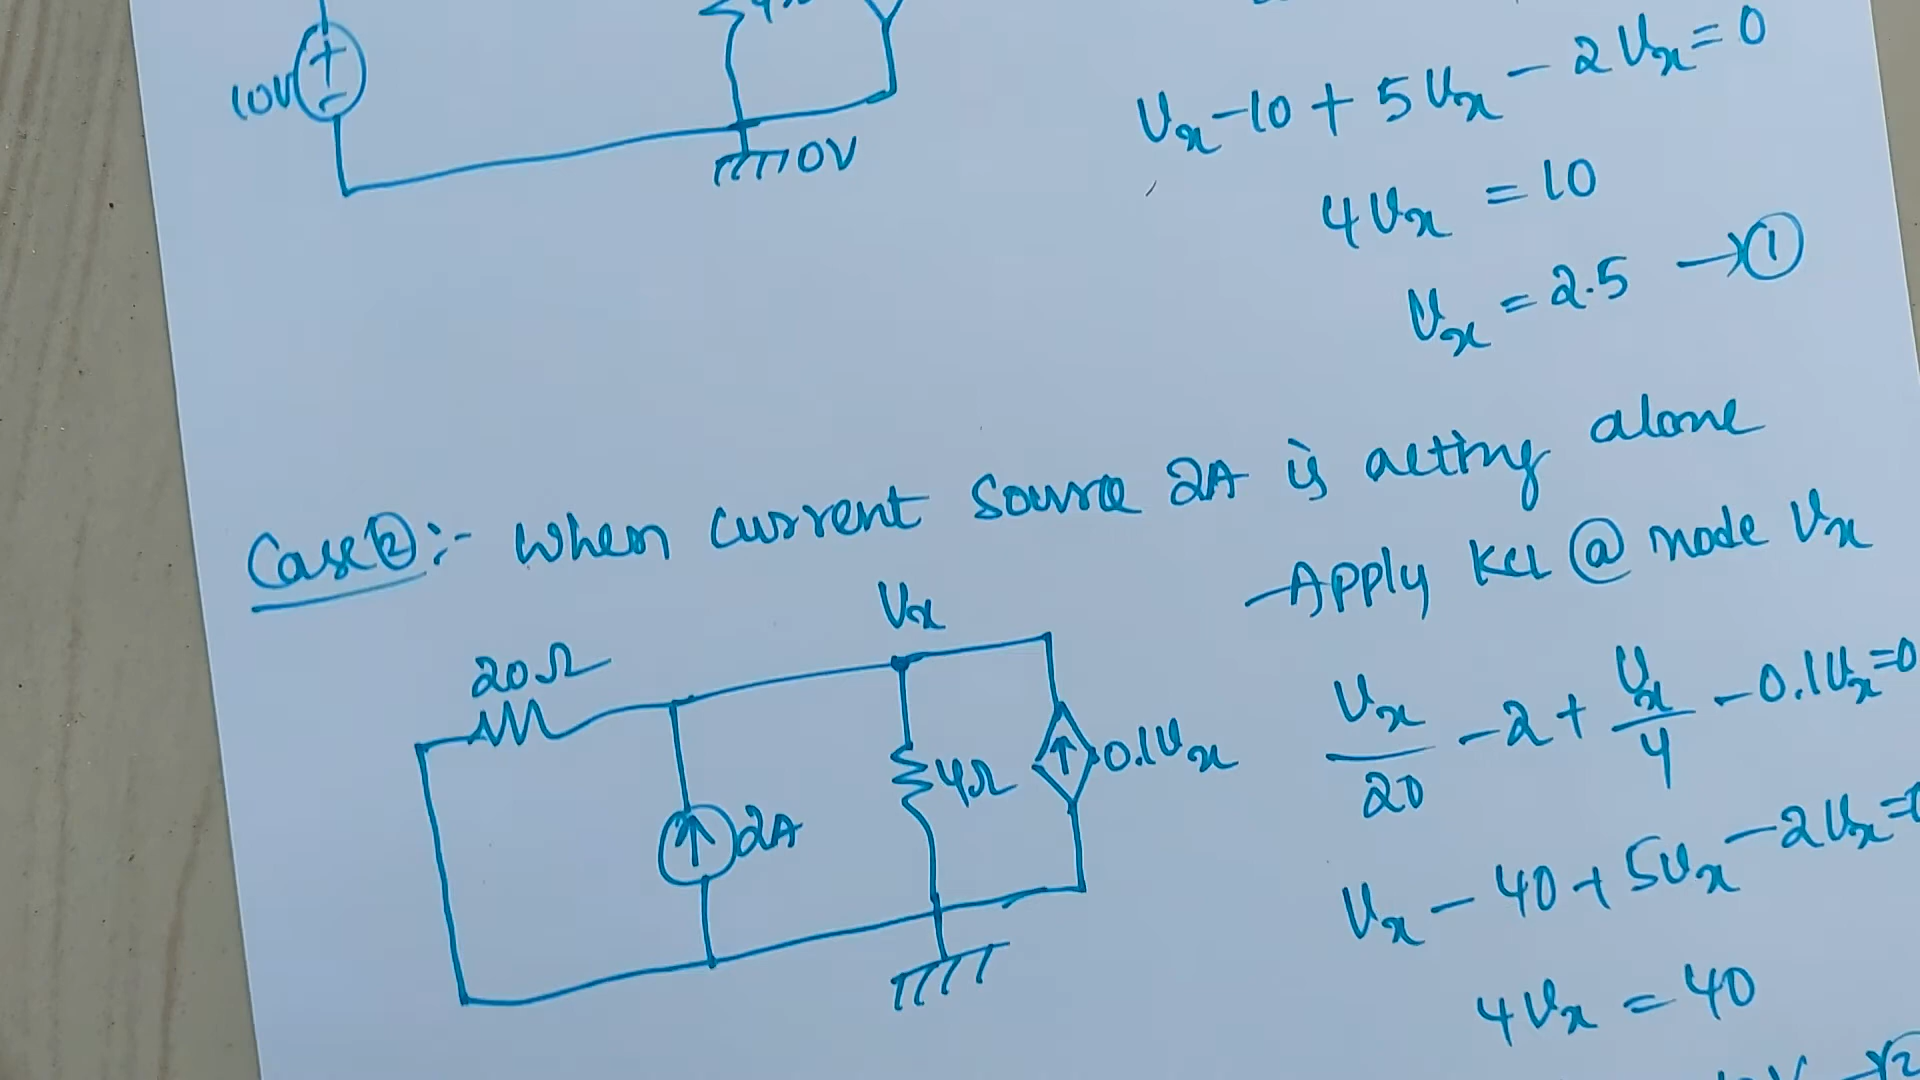 4Ω
10V
+
-
0V
Vx-10+5Vx-2Vx=0
4Vx=10
Vx=2.5→①
Case②:- When current source 2A is acting alone
Apply KCL @ node Vx
Vx
20Ω
2A
4Ω
0.1Vx
Vx/20-2+Vx/4-0.1Vx=0
Vx-40+5Vx-2Vx=0
4Vx=40